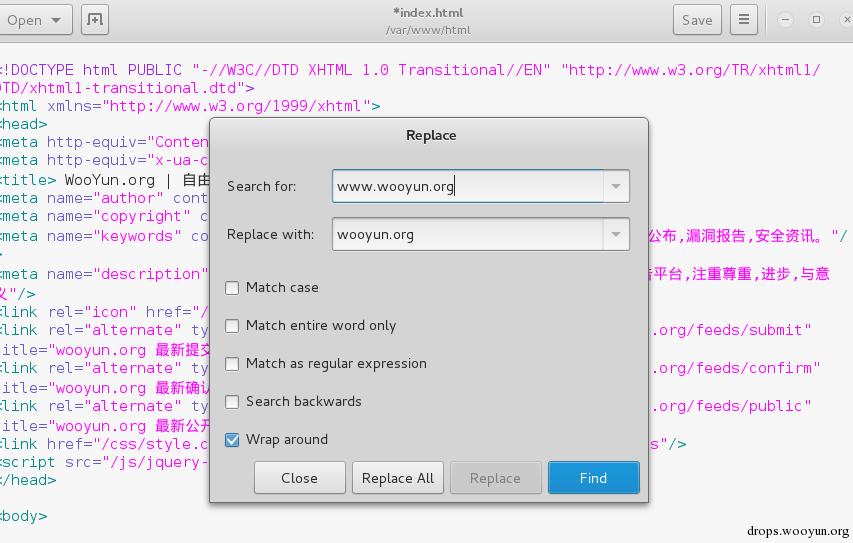 Open
*index.html
/var/www/html
Save
<!DOCTYPE html PUBLIC "-//W3C//DTD XHTML 1.0 Transitional//EN" "http://www.w3.org/TR/xhtml1/
DTD/xhtml1-transitional.dtd">
<html xmlns="http://www.w3.org/1999/xhtml">
<head>
<meta http-equiv="Conten
<meta http-equiv="x-ua-c
<title> WooYun.org | 自由
<meta name="author" cont
<meta name="copyright" c
<meta name="keywords" co 公布,漏洞报告,安全资讯。"/
>
<meta name="description" 告平台,注重尊重,进步,与意
义"/>
<link rel="icon" href="/
<link rel="alternate" ty .org/feeds/submit"
title="wooyun.org 最新提交
<link rel="alternate" ty .org/feeds/confirm"
title="wooyun.org 最新确认
<link rel="alternate" ty .org/feeds/public"
title="wooyun.org 最新公开
<link href="/css/style.c s"/>
<script src="/js/jquery-
</head>
<body>
Replace
Search for: www.wooyun.org
Replace with: wooyun.org
Match case
Match entire word only
Match as regular expression
Search backwards
Wrap around
Close Replace All Replace Find
drops.wooyun.org